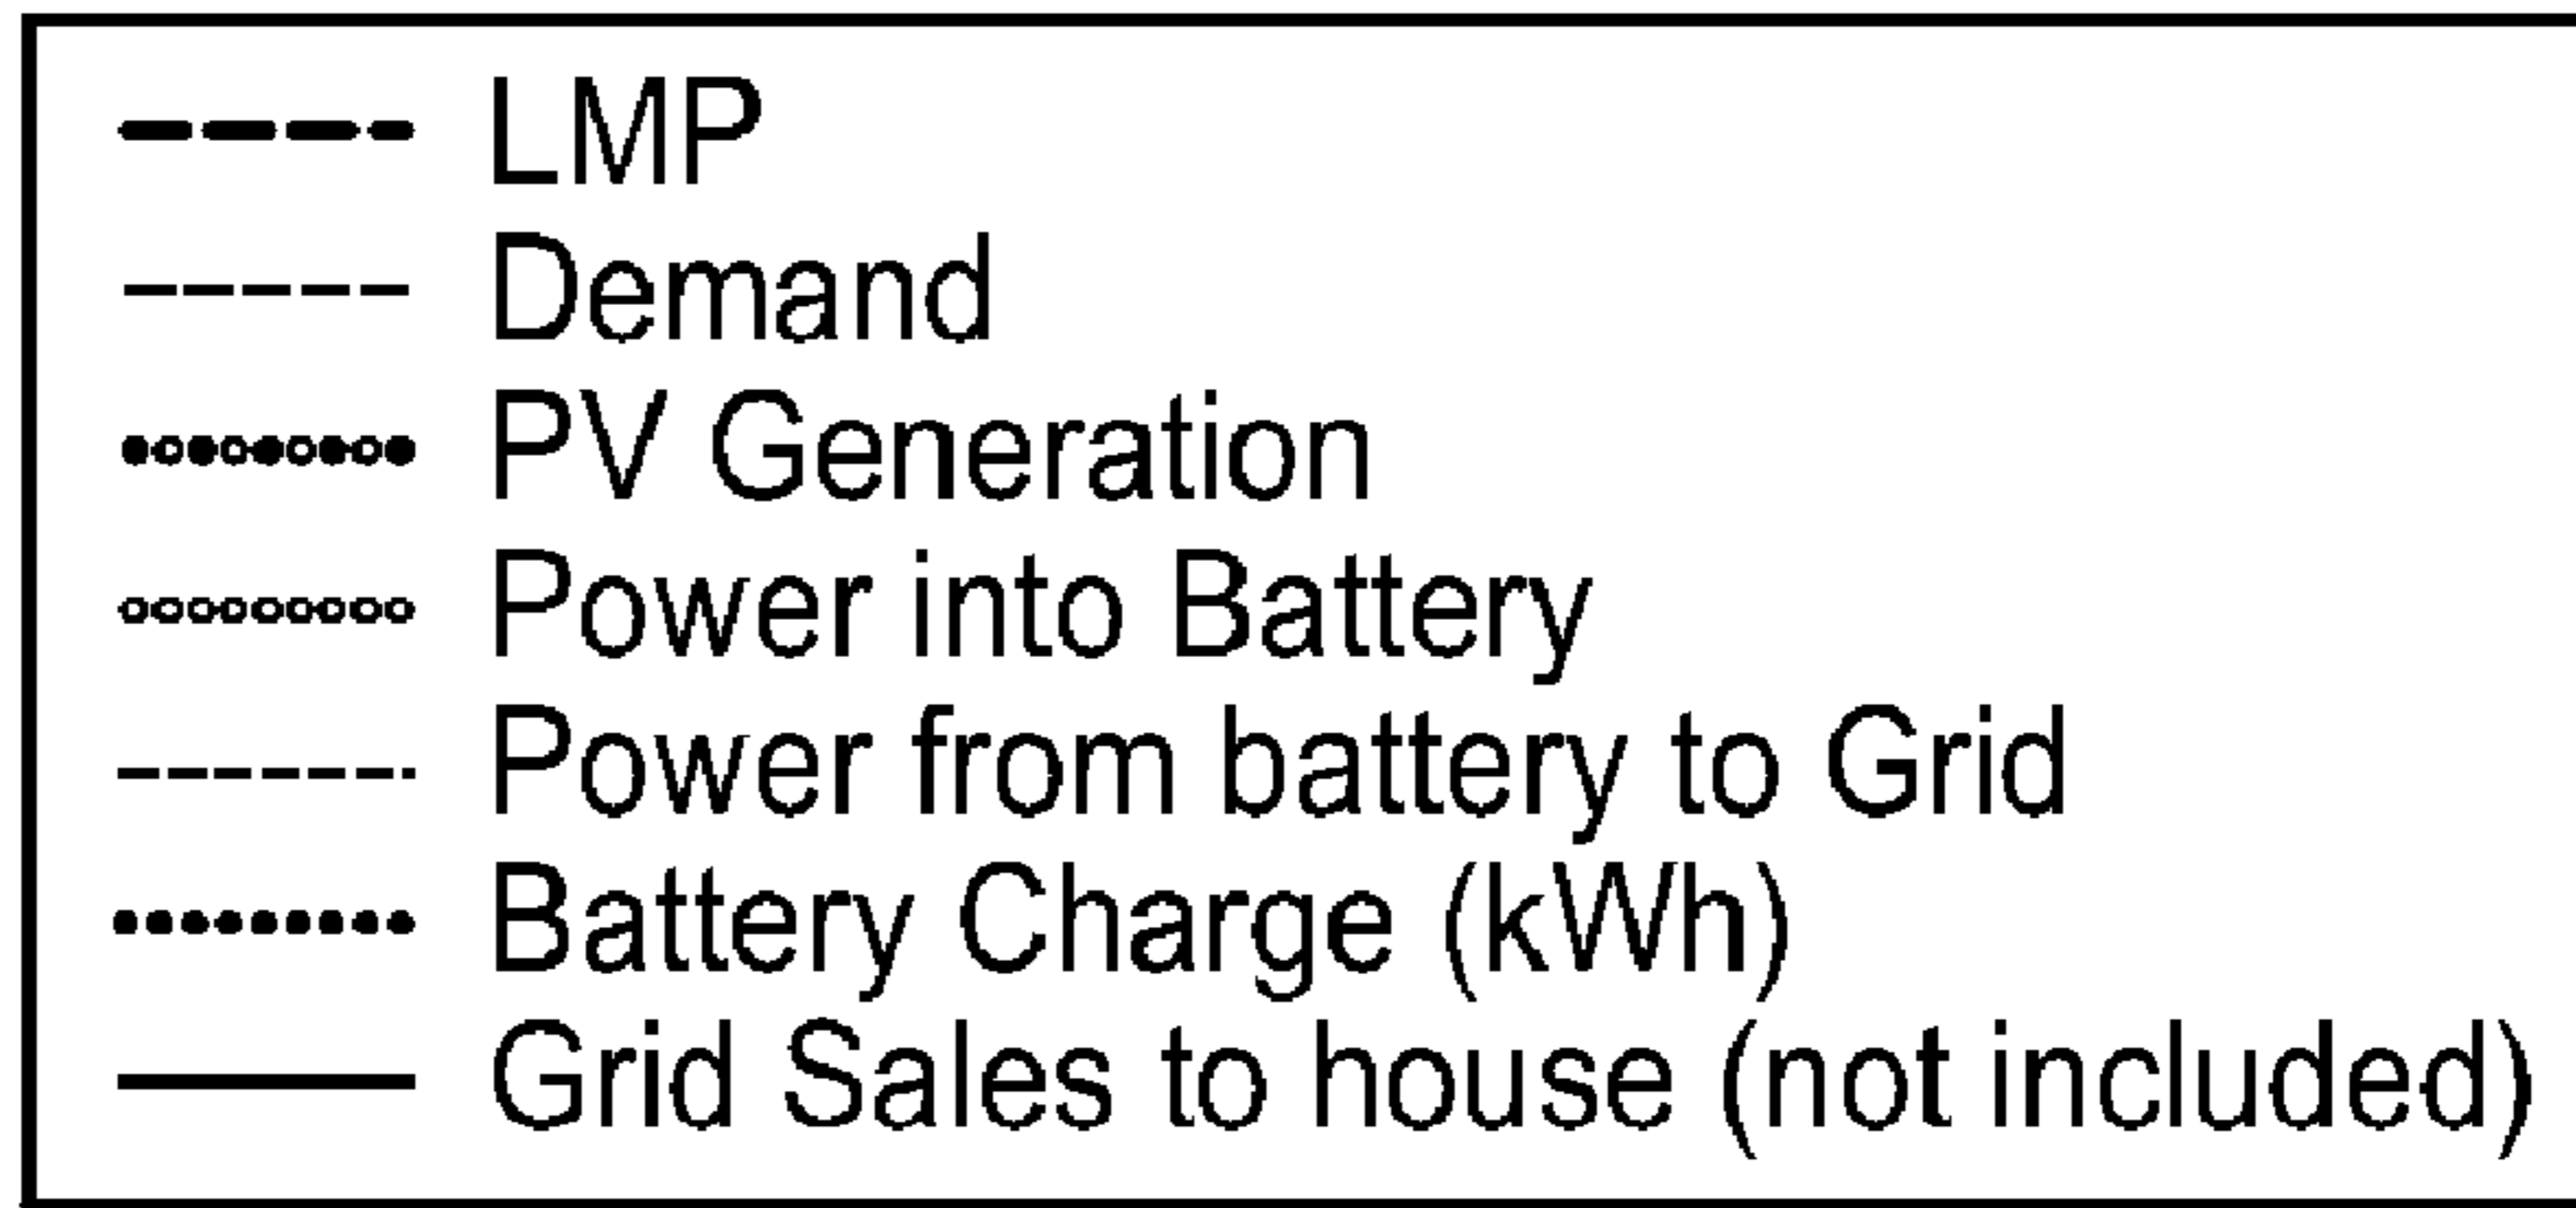 LMP
Demand
PV Generation
Power into Battery
Power from battery to Grid
Battery Charge (kWh)
Grid Sales to house (not included)